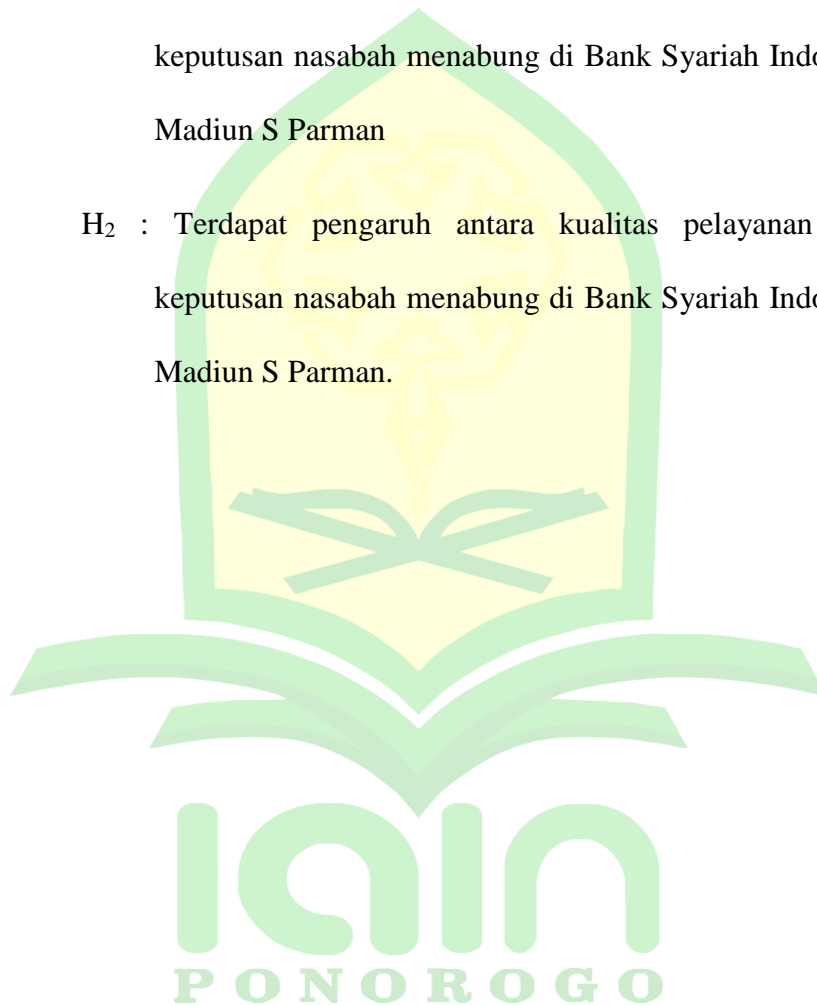 keputusan nasabah menabung di Bank Syariah Indo
Madiun S Parman
H₂ : Terdapat pengaruh antara kualitas pelayanan
keputusan nasabah menabung di Bank Syariah Indo
Madiun S Parman.
iain
PONOROGO